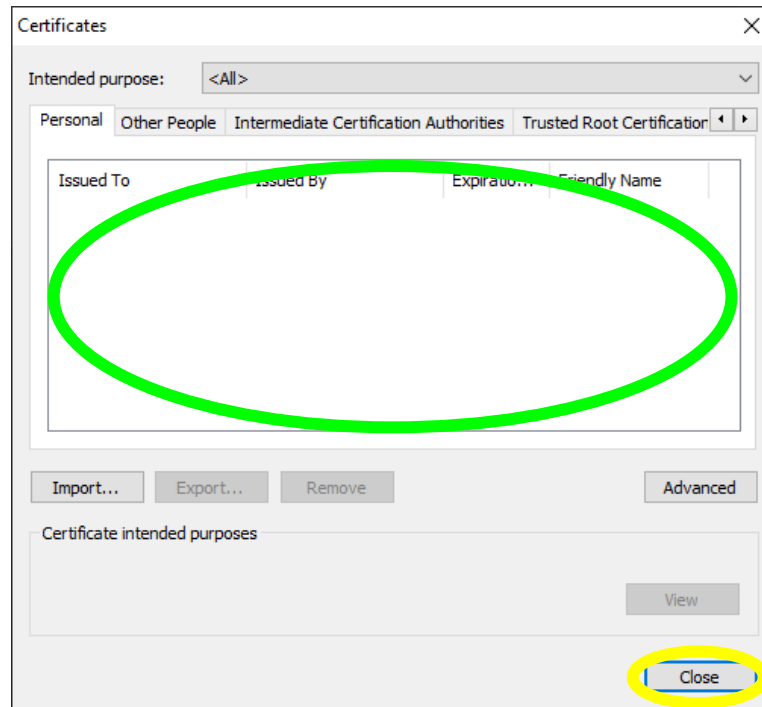 Certificates
Intended purpose: <All>
Personal Other People Intermediate Certification Authorities Trusted Root Certification
Issued To Issued By Expiratio... Friendly Name
Import... Export... Remove Advanced
Certificate intended purposes
View
Close